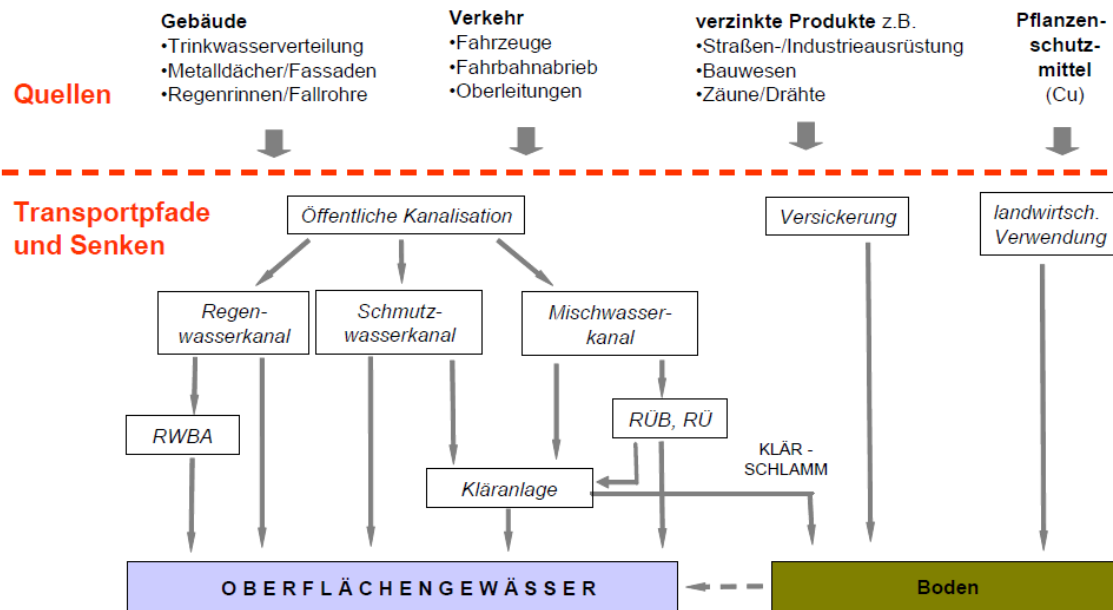 Gebäude
•Trinkwasserverteilung
•Metalldächer/Fassaden
•Regenrinnen/Fallrohre
Verkehr
•Fahrzeuge
•Fahrbahnabrieb
•Oberleitungen
verzinkte Produkte z.B.
•Straßen-/Industrieausrüstung
•Bauwesen
•Zäune/Drähte
Pflanzen-
schutz-
mittel
(Cu)
Quellen
Transportpfade
und Senken
Öffentliche Kanalisation
Versickerung
landwirtsch.
Verwendung
Regen-
wasserkanal
Schmutz-
wasserkanal
Mischwasser-
kanal
RWBA
RÜB, RÜ
Kläranlage
KLÄR -
SCHLAMM
OBERFLÄCHENGEWÄSSER
Boden